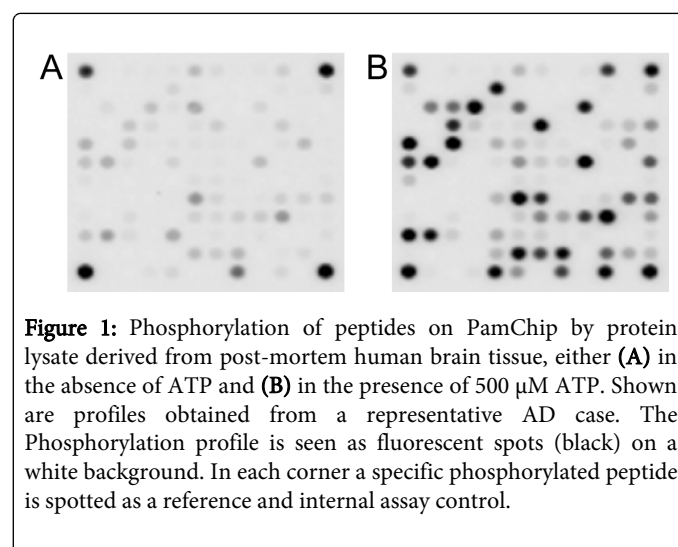 A
B
Figure 1: Phosphorylation of peptides on PamChip by protein
lysate derived from post-mortem human brain tissue, either (A) in
the absence of ATP and (B) in the presence of 500 μM ATP. Shown
are profiles obtained from a representative AD case. The
Phosphorylation profile is seen as fluorescent spots (black) on a
white background. In each corner a specific phosphorylated peptide
is spotted as a reference and internal assay control.